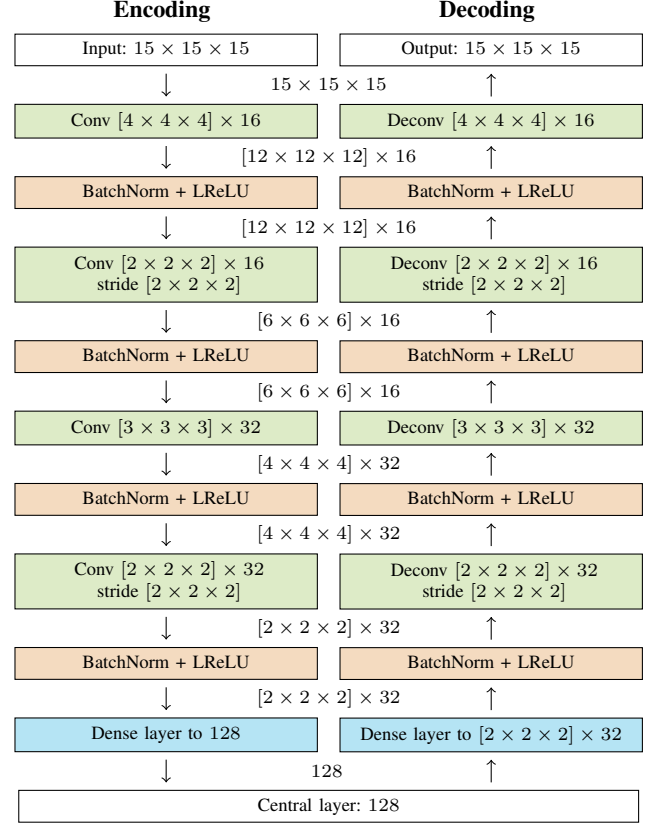 Encoding Decoding
Input: 15 × 15 × 15 Output: 15 × 15 × 15
↓ 15 × 15 × 15 ↑
Conv [4 × 4 × 4] × 16 Deconv [4 × 4 × 4] × 16
↓ [12 × 12 × 12] × 16 ↑
BatchNorm + LReLU BatchNorm + LReLU
↓ [12 × 12 × 12] × 16 ↑
Conv [2 × 2 × 2] × 16 Deconv [2 × 2 × 2] × 16
stride [2 × 2 × 2] stride [2 × 2 × 2]
↓ [6 × 6 × 6] × 16 ↑
BatchNorm + LReLU BatchNorm + LReLU
↓ [6 × 6 × 6] × 16 ↑
Conv [3 × 3 × 3] × 32 Deconv [3 × 3 × 3] × 32
↓ [4 × 4 × 4] × 32 ↑
BatchNorm + LReLU BatchNorm + LReLU
↓ [4 × 4 × 4] × 32 ↑
Conv [2 × 2 × 2] × 32 Deconv [2 × 2 × 2] × 32
stride [2 × 2 × 2] stride [2 × 2 × 2]
↓ [2 × 2 × 2] × 32 ↑
BatchNorm + LReLU BatchNorm + LReLU
↓ [2 × 2 × 2] × 32 ↑
Dense layer to 128 Dense layer to [2 × 2 × 2] × 32
↓ 128 ↑
Central layer: 128